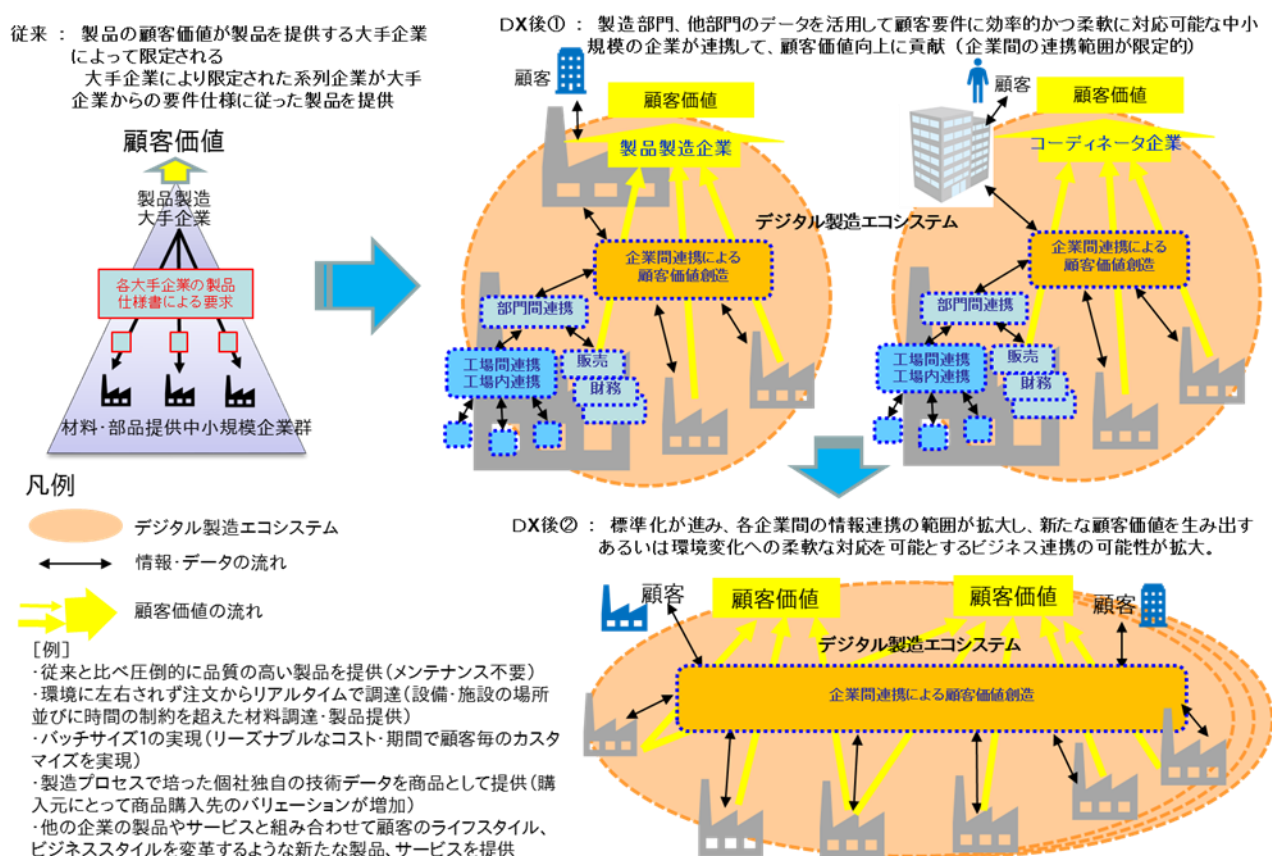 従来 ： 製品の顧客価値が製品を提供する大手企業
によって限定される
大手企業により限定された系列企業が大手
企業からの要件仕様に従った製品を提供
顧客価値
製品製造
大手企業
各大手企業の製品
仕様書による要求
材料・部品提供中小規模企業群
DX後① ： 製造部門、他部門のデータを活用して顧客要件に効率的かつ柔軟に対応可能な中小
規模の企業が連携して、顧客価値向上に貢献（企業間の連携範囲が限定的）
顧客
顧客価値
製品製造企業
企業間連携による
顧客価値創造
部門間連携
工場間連携
工場内連携
販売
財務
デジタル製造エコシステム
顧客
顧客価値
コーディネータ企業
企業間連携による
顧客価値創造
部門間連携
工場間連携
工場内連携
販売
財務
凡例
デジタル製造エコシステム
情報・データの流れ
顧客価値の流れ
［例］
・従来と比べ圧倒的に品質の高い製品を提供（メンテナンス不要）
・環境に左右されず注文からリアルタイムで調達（設備・施設の場所
並びに時間の制約を超えた材料調達・製品提供）
・バッチサイズ1の実現（リーズナブルなコスト・期間で顧客毎のカスタ
マイズを実現）
・製造プロセスで培った個社独自の技術データを商品として提供（購
入元にとって商品購入先のバリエーションが増加）
・他の企業の製品やサービスと組み合わせて顧客のライフスタイル、
ビジネススタイルを変革するような新たな製品、サービスを提供
DX後② ： 標準化が進み、各企業間の情報連携の範囲が拡大し、新たな顧客価値を生み出す
あるいは環境変化への柔軟な対応を可能とするビジネス連携の可能性が拡大。
顧客
顧客価値
顧客価値
顧客
デジタル製造エコシステム
企業間連携による顧客価値創造